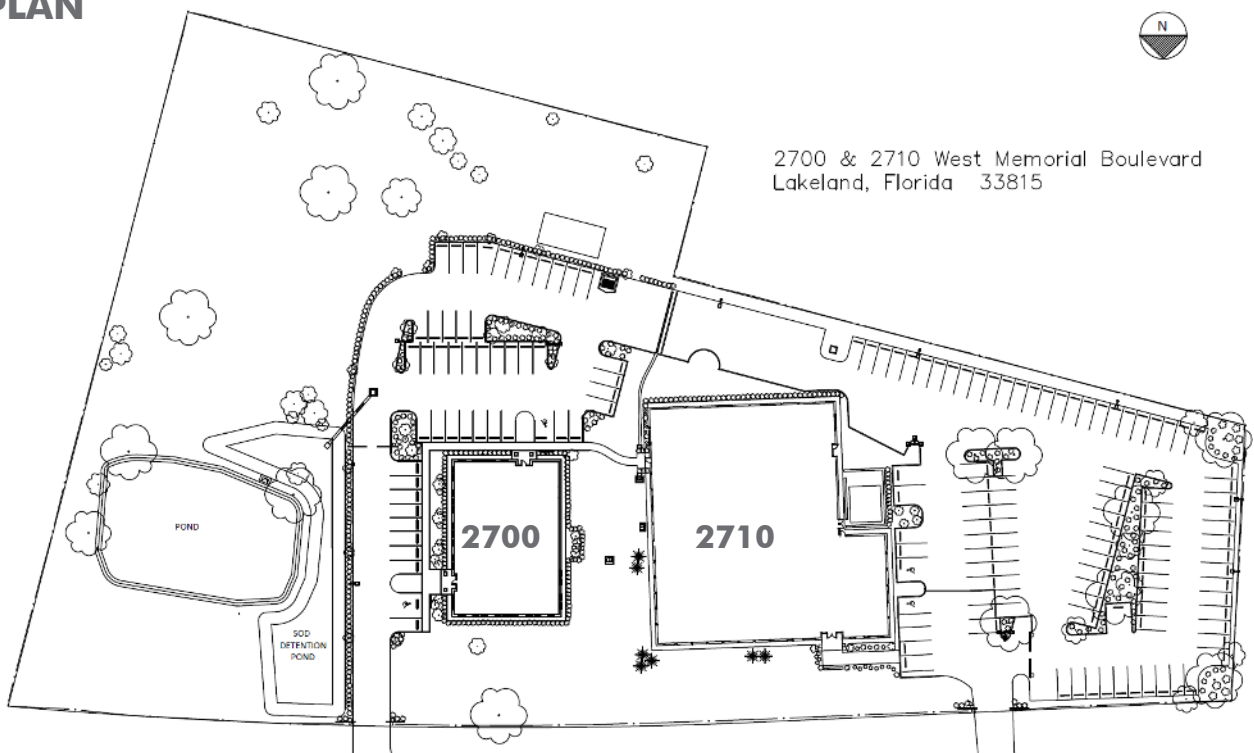 PLAN
N
2700 & 2710 West Memorial Boulevard
Lakeland, Florida 33815
2700
2710
POND
SOD
DETENTION
POND